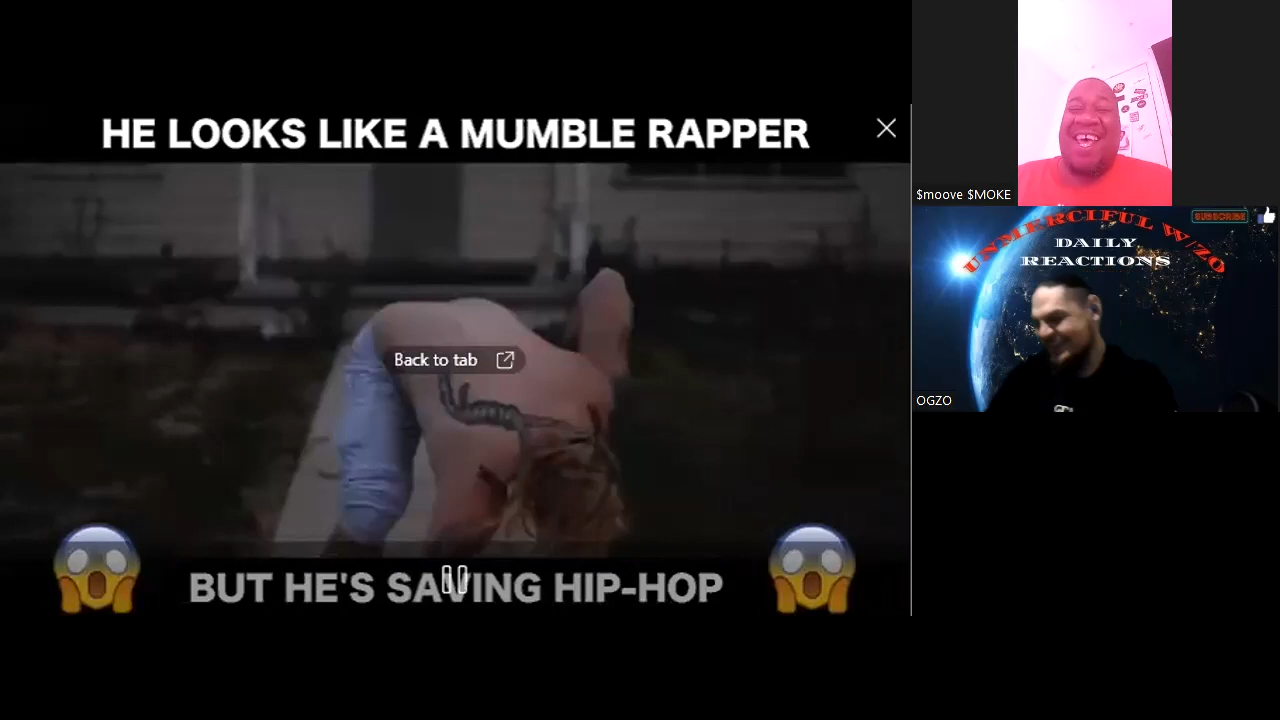 HE LOOKS LIKE A MUMBLE RAPPER
Back to tab
BUT HE'S SAVING HIP-HOP
$moove $MOKE
UNMERCIFUL W/ZO
SUBSCRIBE
DAILY
REACTIONS
OGZO